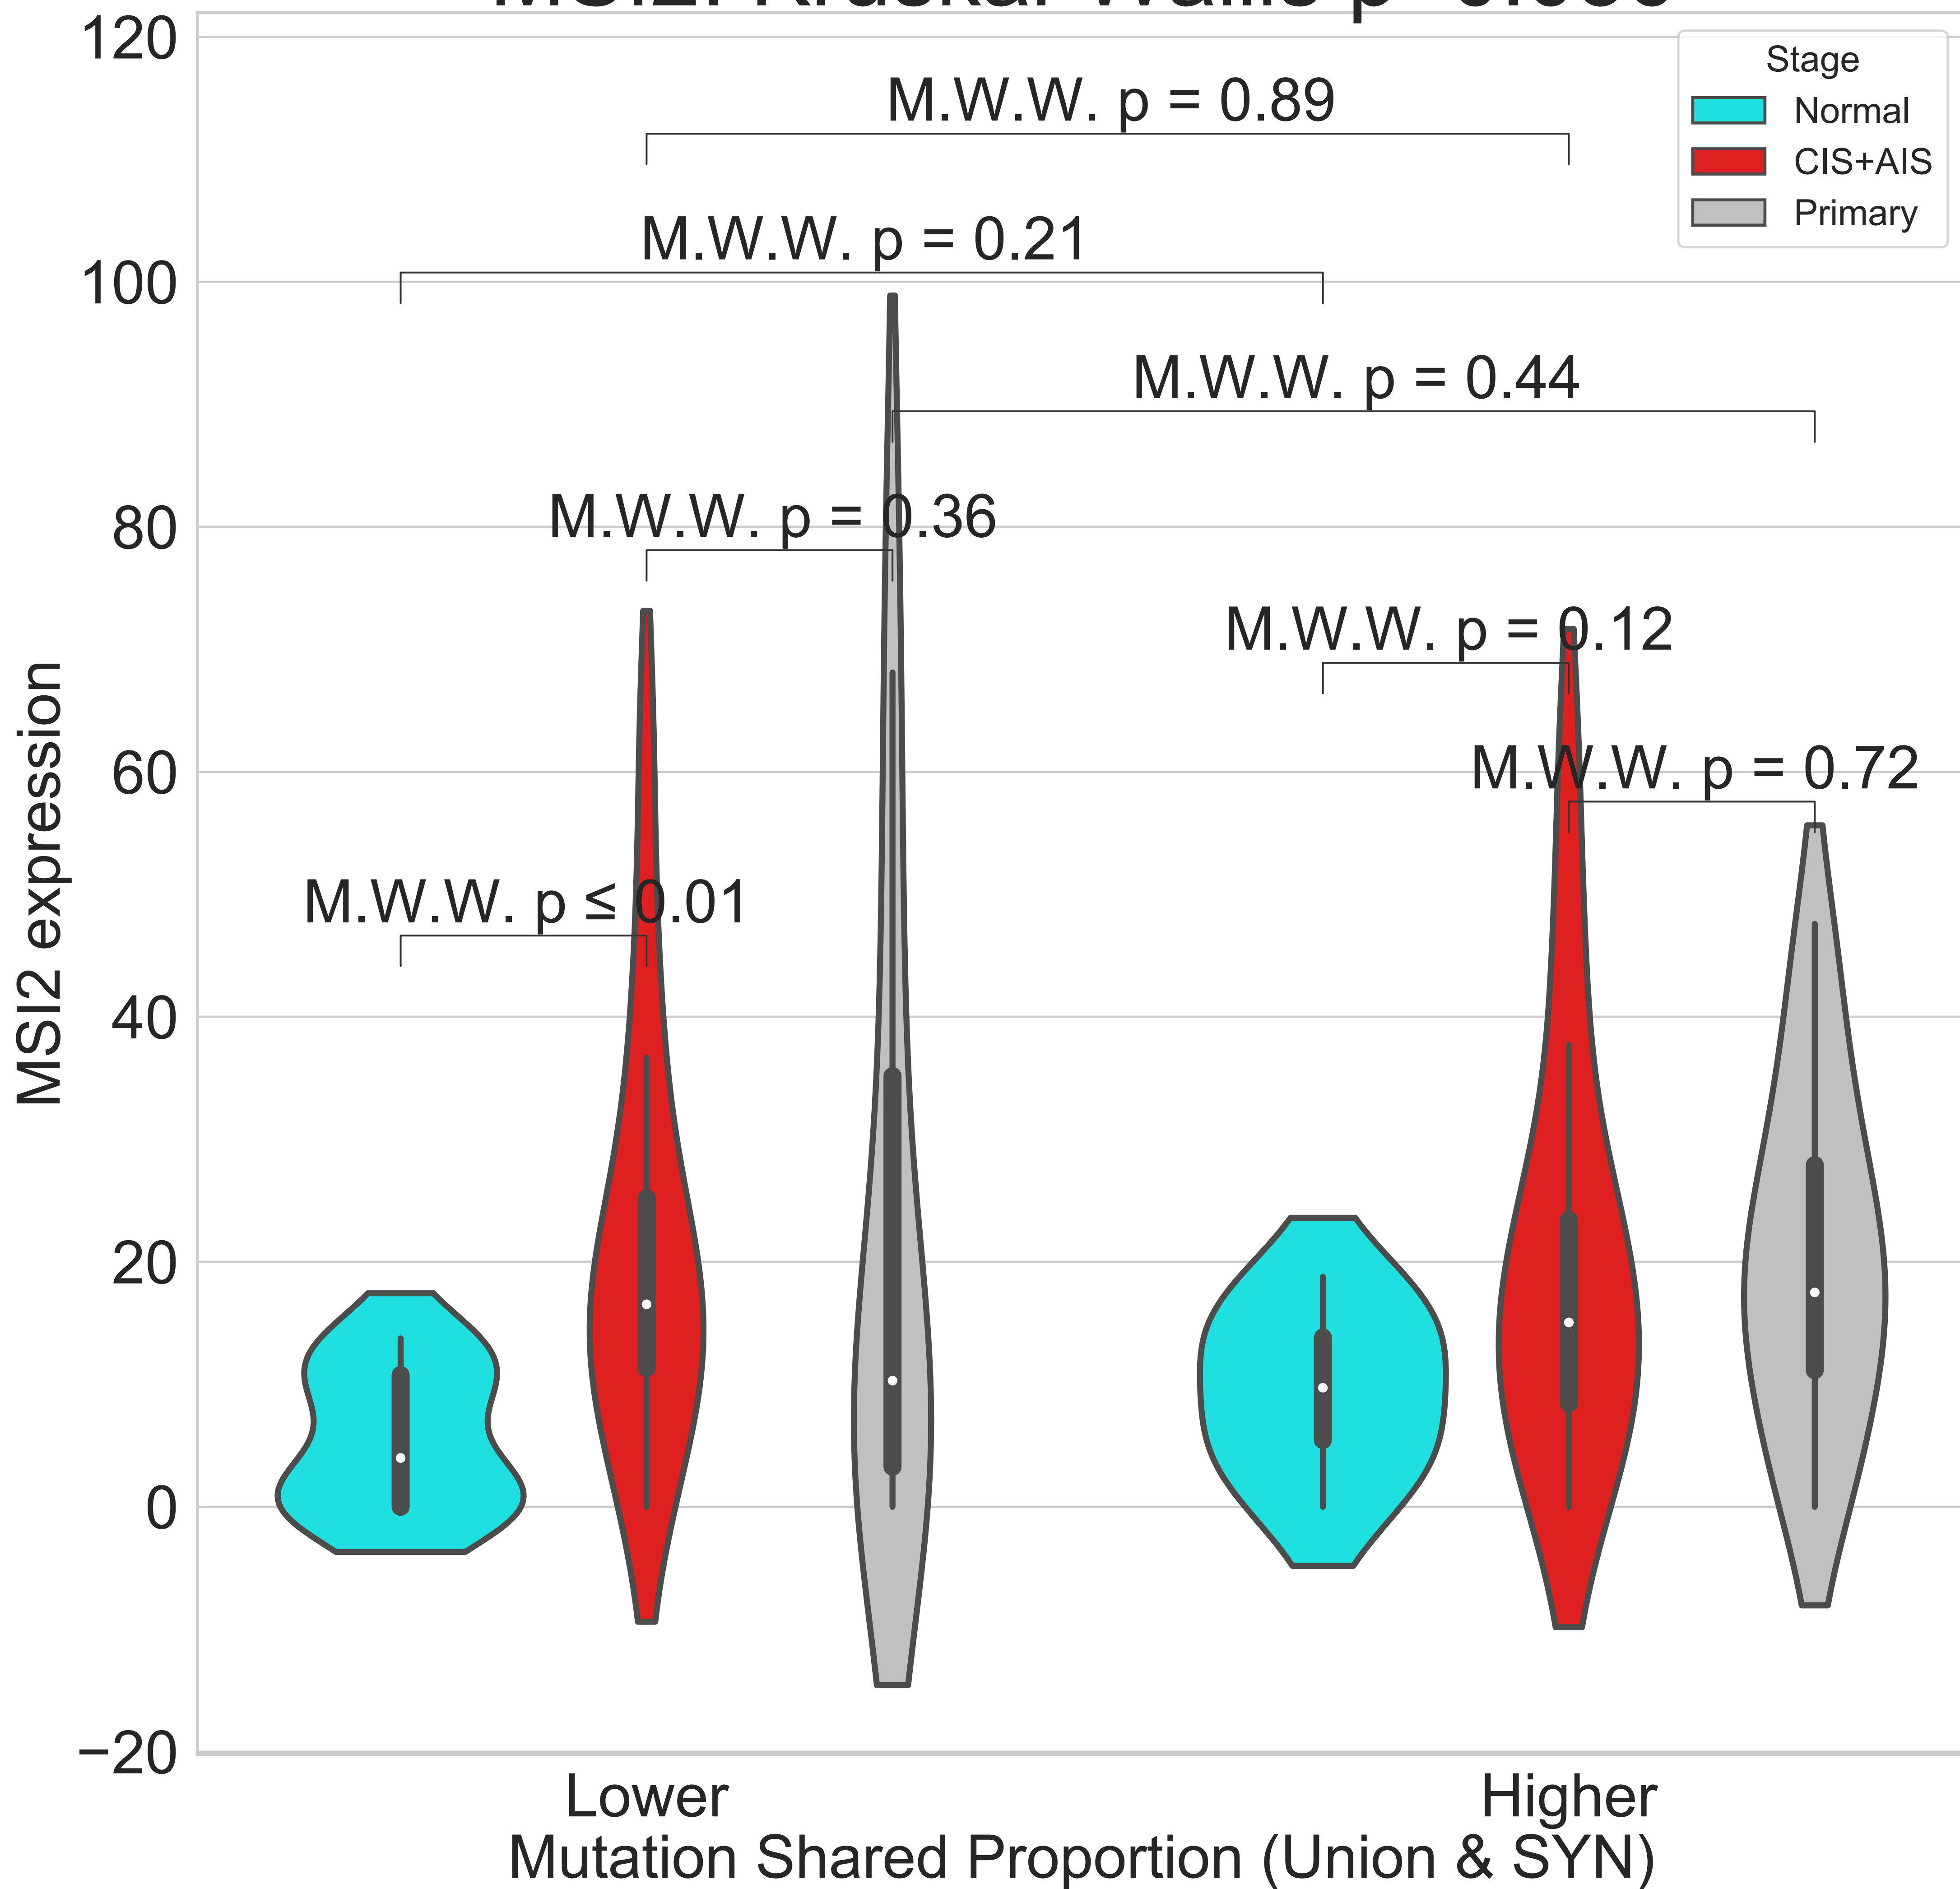 120
100
80
60
40
20
0
−20
MSI2 expression
M.W.W. p = 0.89
M.W.W. p = 0.21
M.W.W. p = 0.44
M.W.W. p = 0.36
M.W.W. p = 0.12
M.W.W. p = 0.72
M.W.W. p ≤ 0.01
Stage
Normal
CIS+AIS
Primary
Lower
Higher
Mutation Shared Proportion (Union & SYN)